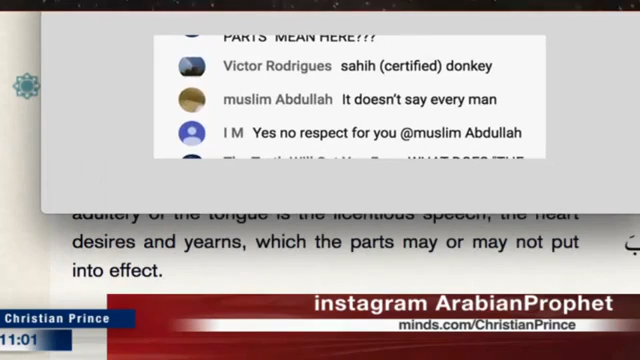 PARTS' MEAN HERE???
Victor Rodrigues sahih (certified) donkey
muslim Abdullah It doesn't say every man
I M Yes no respect for you @muslim Abdullah
adultery of the tongue is the licentious speech, the heart
desires and yearns, which the parts may or may not put
into effect.
instagram ArabianProphet
Christian Prince
minds.com/ChristianPrince
11:01